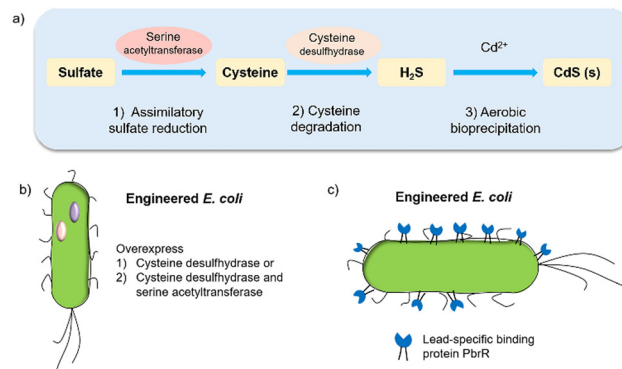 a)
Serine
acetyltransferase
Cysteine
desulfhydrase
Cd²⁺
Sulfate
Cysteine
H₂S
CdS (s)
1) Assimilatory
sulfate reduction
2) Cysteine
degradation
3) Aerobic
bioprecipitation
b)
Engineered E. coli
Overexpress
1) Cysteine desulfhydrase or
2) Cysteine desulfhydrase and
serine acetyltransferase
c)
Engineered E. coli
Lead-specific binding
protein PbrR